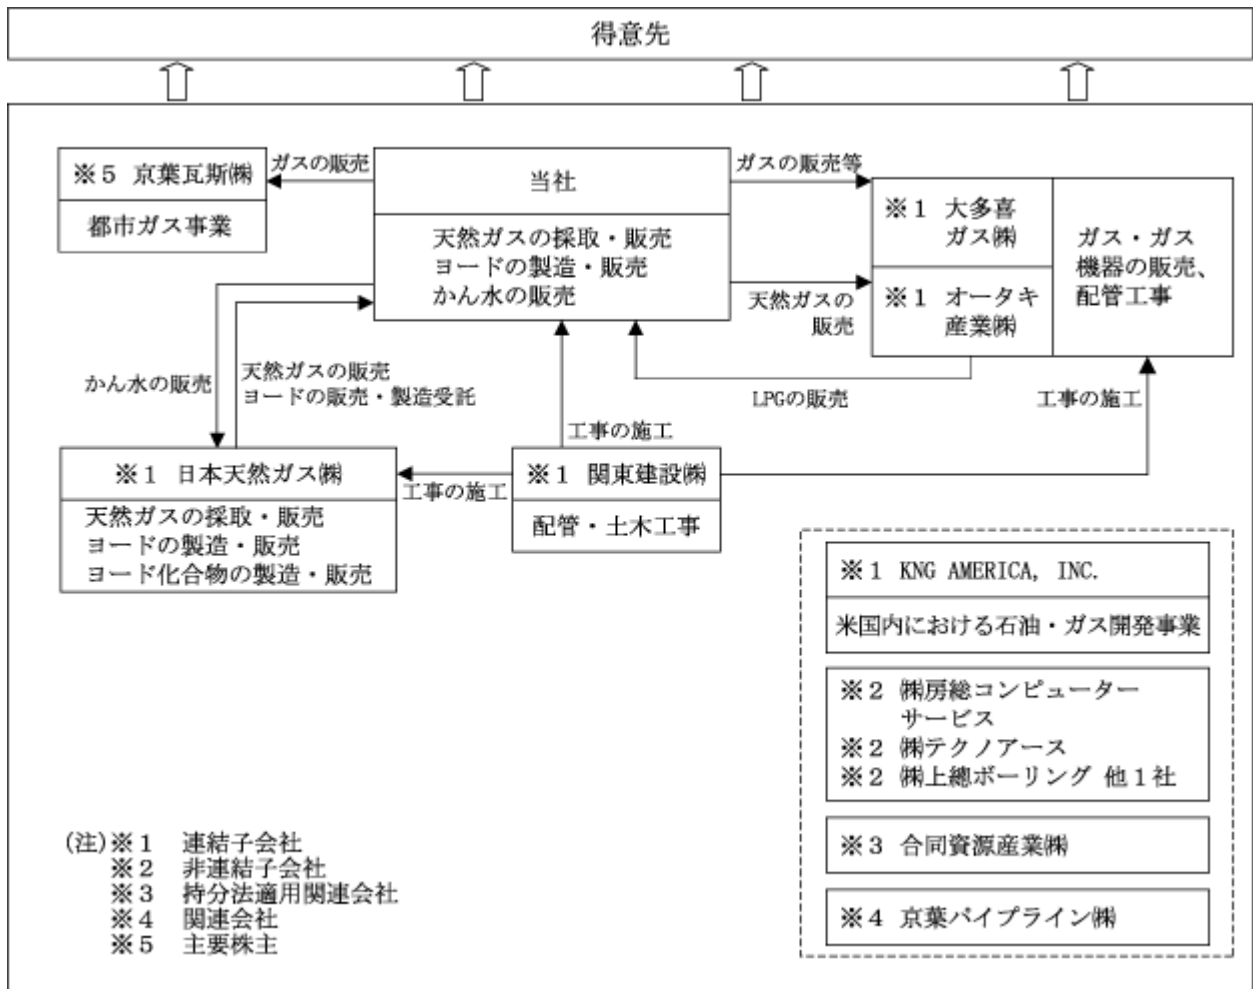 得意先
※5 京葉瓦斯㈱
都市ガス事業
ガスの販売
当社
天然ガスの採取・販売
ヨードの製造・販売
かん水の販売
ガスの販売等
※1 大多喜
ガス㈱
※1 オータキ
産業㈱
ガス・ガス
機器の販売、
配管工事
天然ガスの
販売
かん水の販売
天然ガスの販売
ヨードの販売・製造受託
LPGの販売
工事の施工
工事の施工
※1 日本天然ガス㈱
天然ガスの採取・販売
ヨードの製造・販売
ヨード化合物の製造・販売
工事の施工
※1 関東建設㈱
配管・土木工事
※1 KNG AMERICA, INC.
米国内における石油・ガス開発事業
※2 ㈱房総コンピューター
サービス
※2 ㈱テクノアース
※2 ㈱上總ボーリング 他1社
※3 合同資源産業㈱
※4 京葉パイプライン㈱
(注)※1 連結子会社
※2 非連結子会社
※3 持分法適用関連会社
※4 関連会社
※5 主要株主